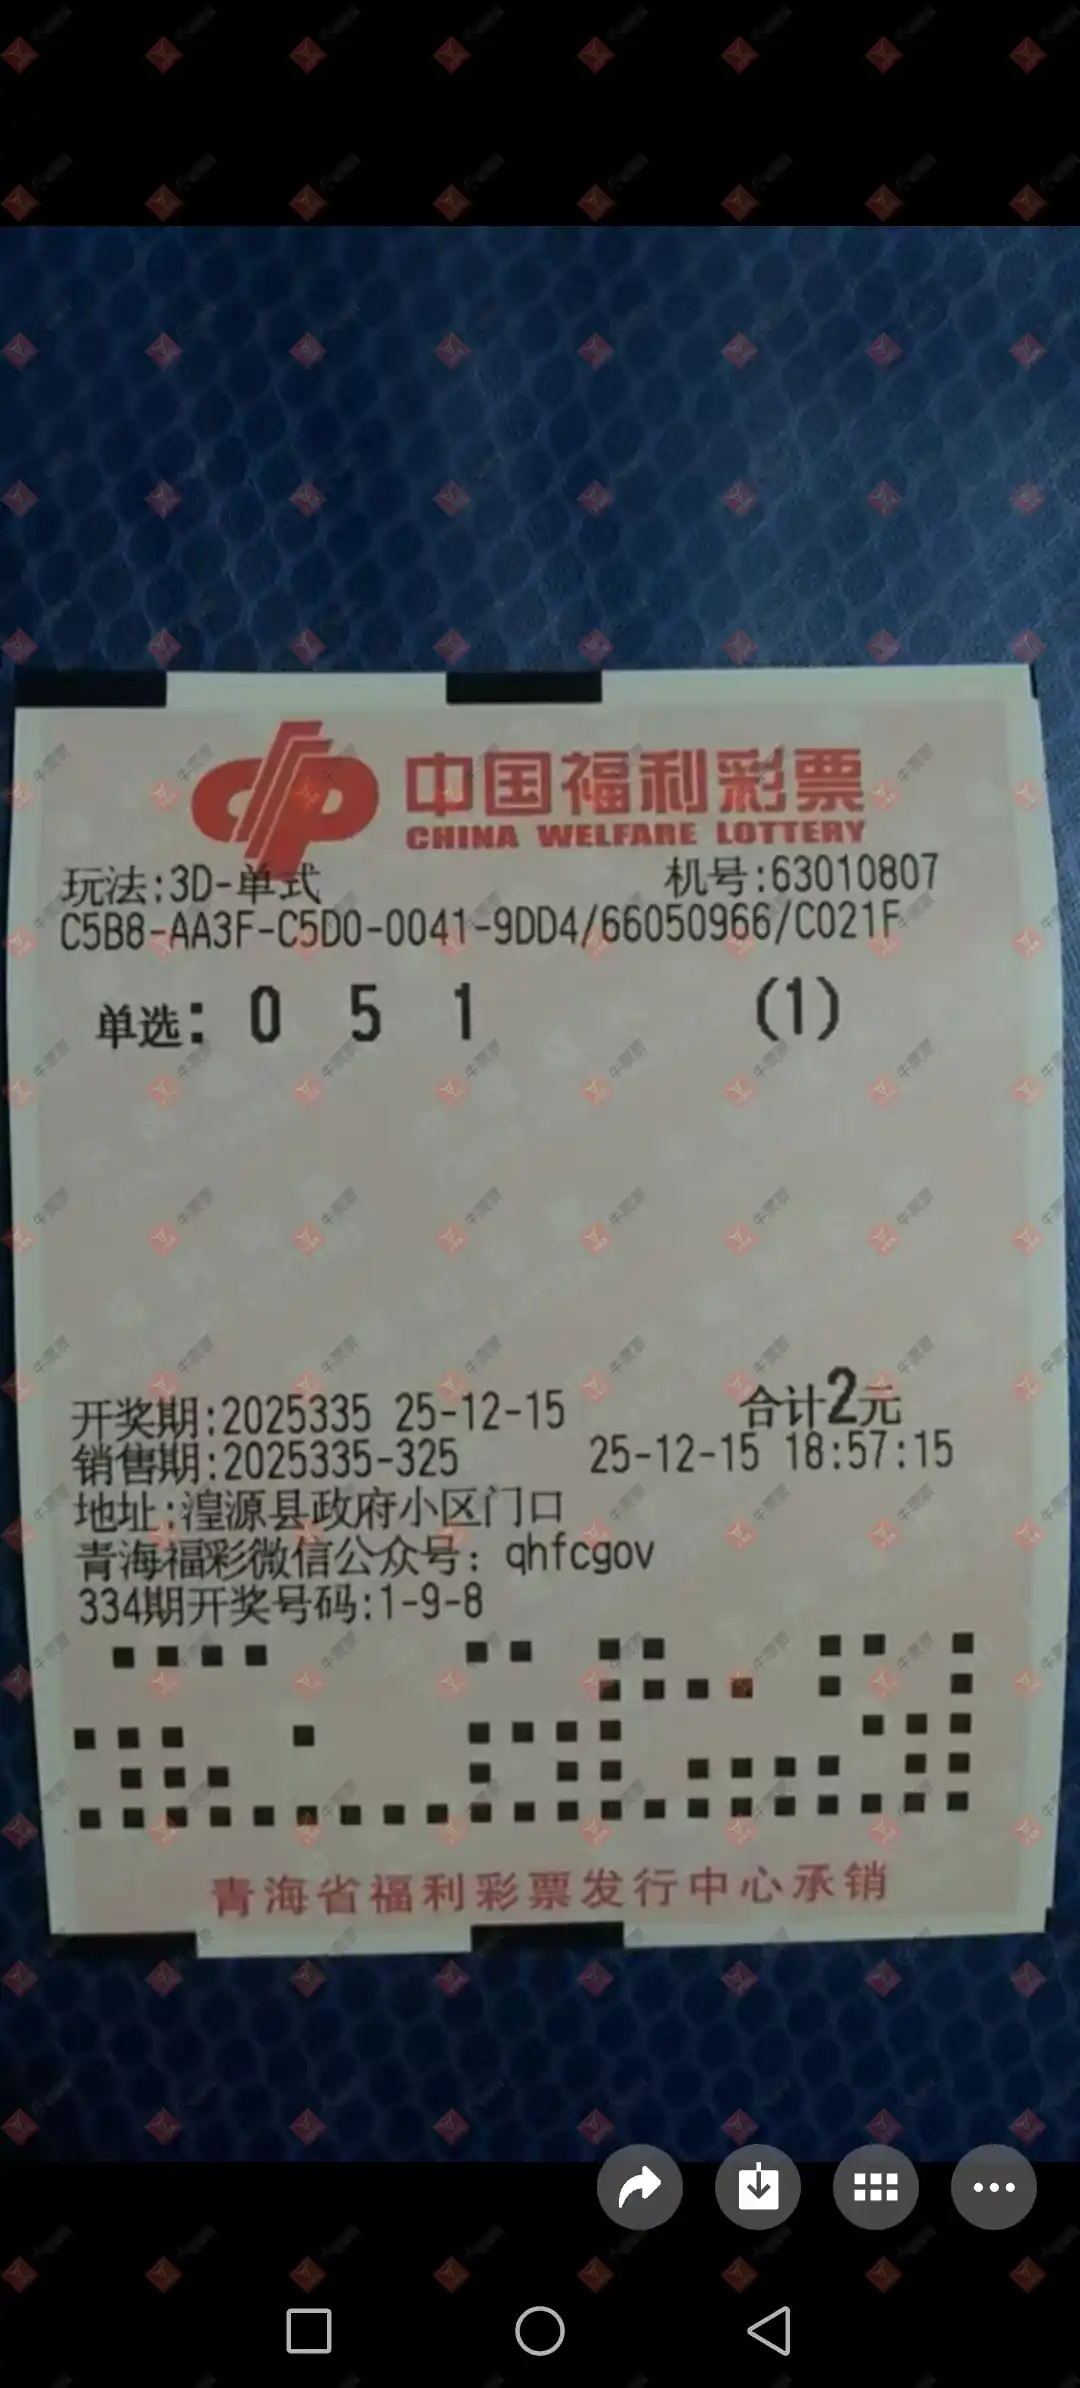 中国福利彩票
CHINA WELFARE LOTTERY
玩法:3D-单式 机号:63010807
C5B8-AA3F-C5D0-0041-9DD4/66050966/C021F
单选: 0 5 1 (1)
开奖期:2025335 25-12-15 合计2元
销售期:2025335-325 25-12-15 18:57:15
地址:湟源县政府小区门口
青海福彩微信公众号: qhfcgov
334期开奖号码:1-9-8
青海省福利彩票发行中心承销